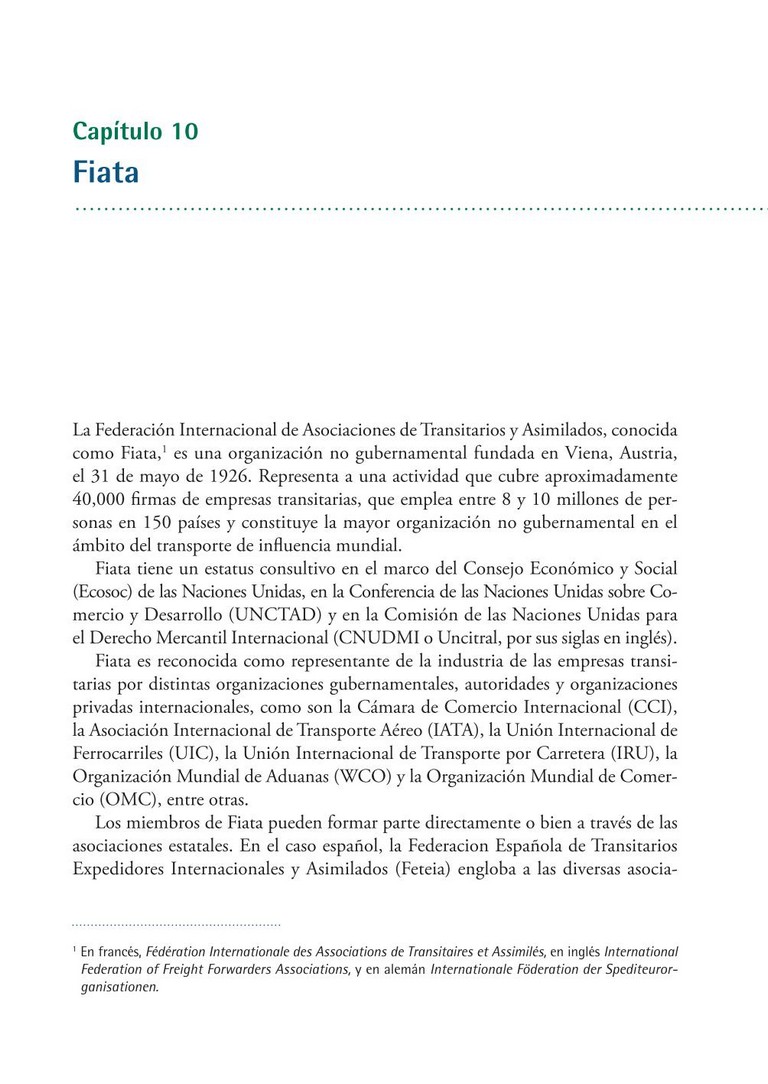 Capítulo 10
Fiata
La Federación Internacional de Asociaciones de Transitarios y Asimilados, conocida
como Fiata,¹ es una organización no gubernamental fundada en Viena, Austria,
el 31 de mayo de 1926. Representa a una actividad que cubre aproximadamente
40,000 firmas de empresas transitarias, que emplea entre 8 y 10 millones de per-
sonas en 150 países y constituye la mayor organización no gubernamental en el
ámbito del transporte de influencia mundial.
Fiata tiene un estatus consultivo en el marco del Consejo Económico y Social
(Ecosoc) de las Naciones Unidas, en la Conferencia de las Naciones Unidas sobre Co-
mercio y Desarrollo (UNCTAD) y en la Comisión de las Naciones Unidas para
el Derecho Mercantil Internacional (CNUDMI o Uncitral, por sus siglas en inglés).
Fiata es reconocida como representante de la industria de las empresas transi-
tarias por distintas organizaciones gubernamentales, autoridades y organizaciones
privadas internacionales, como son la Cámara de Comercio Internacional (CCI),
la Asociación Internacional de Transporte Aéreo (IATA), la Unión Internacional de
Ferrocarriles (UIC), la Unión Internacional de Transporte por Carretera (IRU), la
Organización Mundial de Aduanas (WCO) y la Organización Mundial de Comer-
cio (OMC), entre otras.
Los miembros de Fiata pueden formar parte directamente o bien a través de las
asociaciones estatales. En el caso español, la Federacion Española de Transitarios
Expedidores Internacionales y Asimilados (Feteia) engloba a las diversas asocia-
¹ En francés, Fédération Internationale des Associations de Transitaires et Assimilés, en inglés International
Federation of Freight Forwarders Associations, y en alemán Internationale Föderation der Spediteuror-
ganisationen.